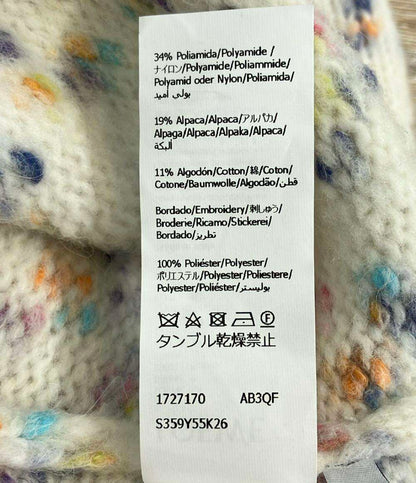 34% Poliamida/Polyamide /
ナイロン/Polyamide/Poliammide/
Polyamid oder Nylon/Poliamida/
بولي أميد
19% Alpaca/Alpaca/アルパカ/
Alpaga/Alpaca/Alpaka/Alpaca/
ألبكة
11% Algodón/Cotton/綿/Coton/
Cotone/Baumwolle/Algodão/قطن
Bordado/Embroidery/刺しゅう/
Broderie/Ricamo/Stickerei/
Bordado/تطريز
100% Poliéster/Polyester/
ポリエステル/Polyester/Poliestere/
Polyester/Poliéster/بوليستر
タンブル乾燥禁止
1727170 AB3QF
S359Y55K26